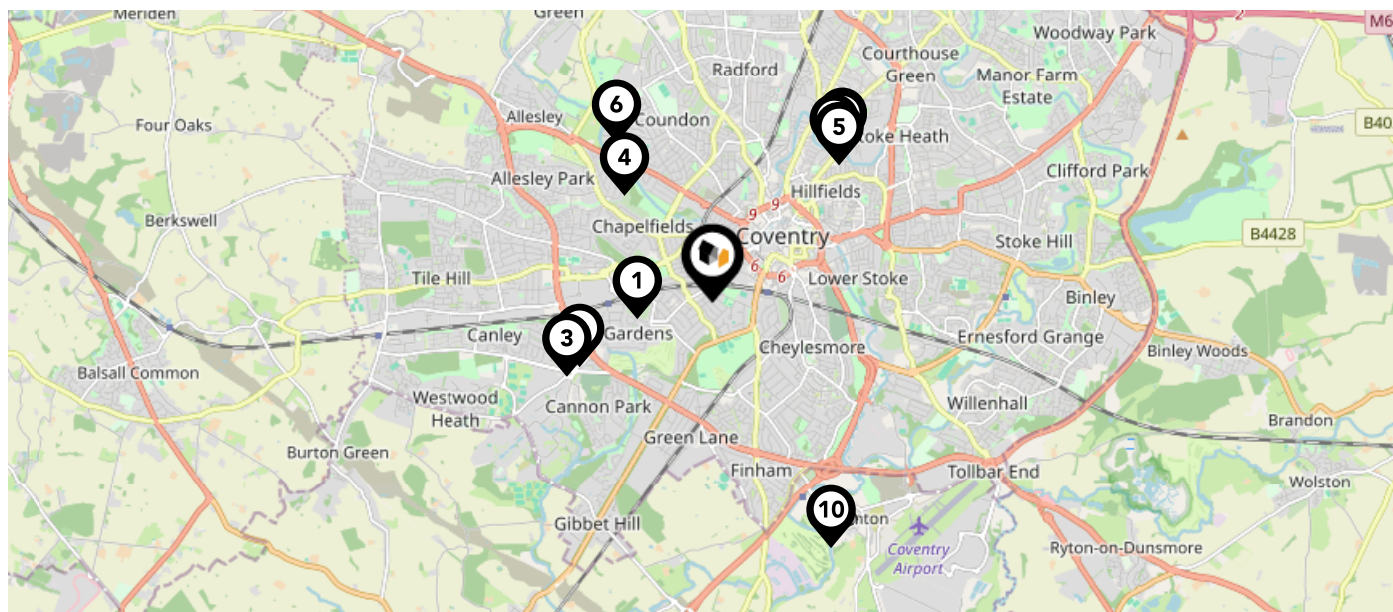 Meriden
Green
2
M6
Woodway Park
Courthouse
Green
Radford
Manor Farm
Estate
6
Four Oaks
Allesley
Coundon
5
toke Heath
B40
4
Allesley Park
Clifford Park
Hillfields
Berkswell
Chapelfields
9
9
Coventry
Stoke Hill
B4428
6
6
Tile Hill
1
Lower Stoke
Binley
3
Canley
Gardens
Cheylesmore
Ernesford Grange
Binley Woods
Balsall Common
Westwood
Heath
Cannon Park
Willenhall
Brandon
Green Lane
Burton Green
Finham
Tollbar End
Wolston
10
nton
Gibbet Hill
Coventry
Airport
Ryton-on-Dunsmore